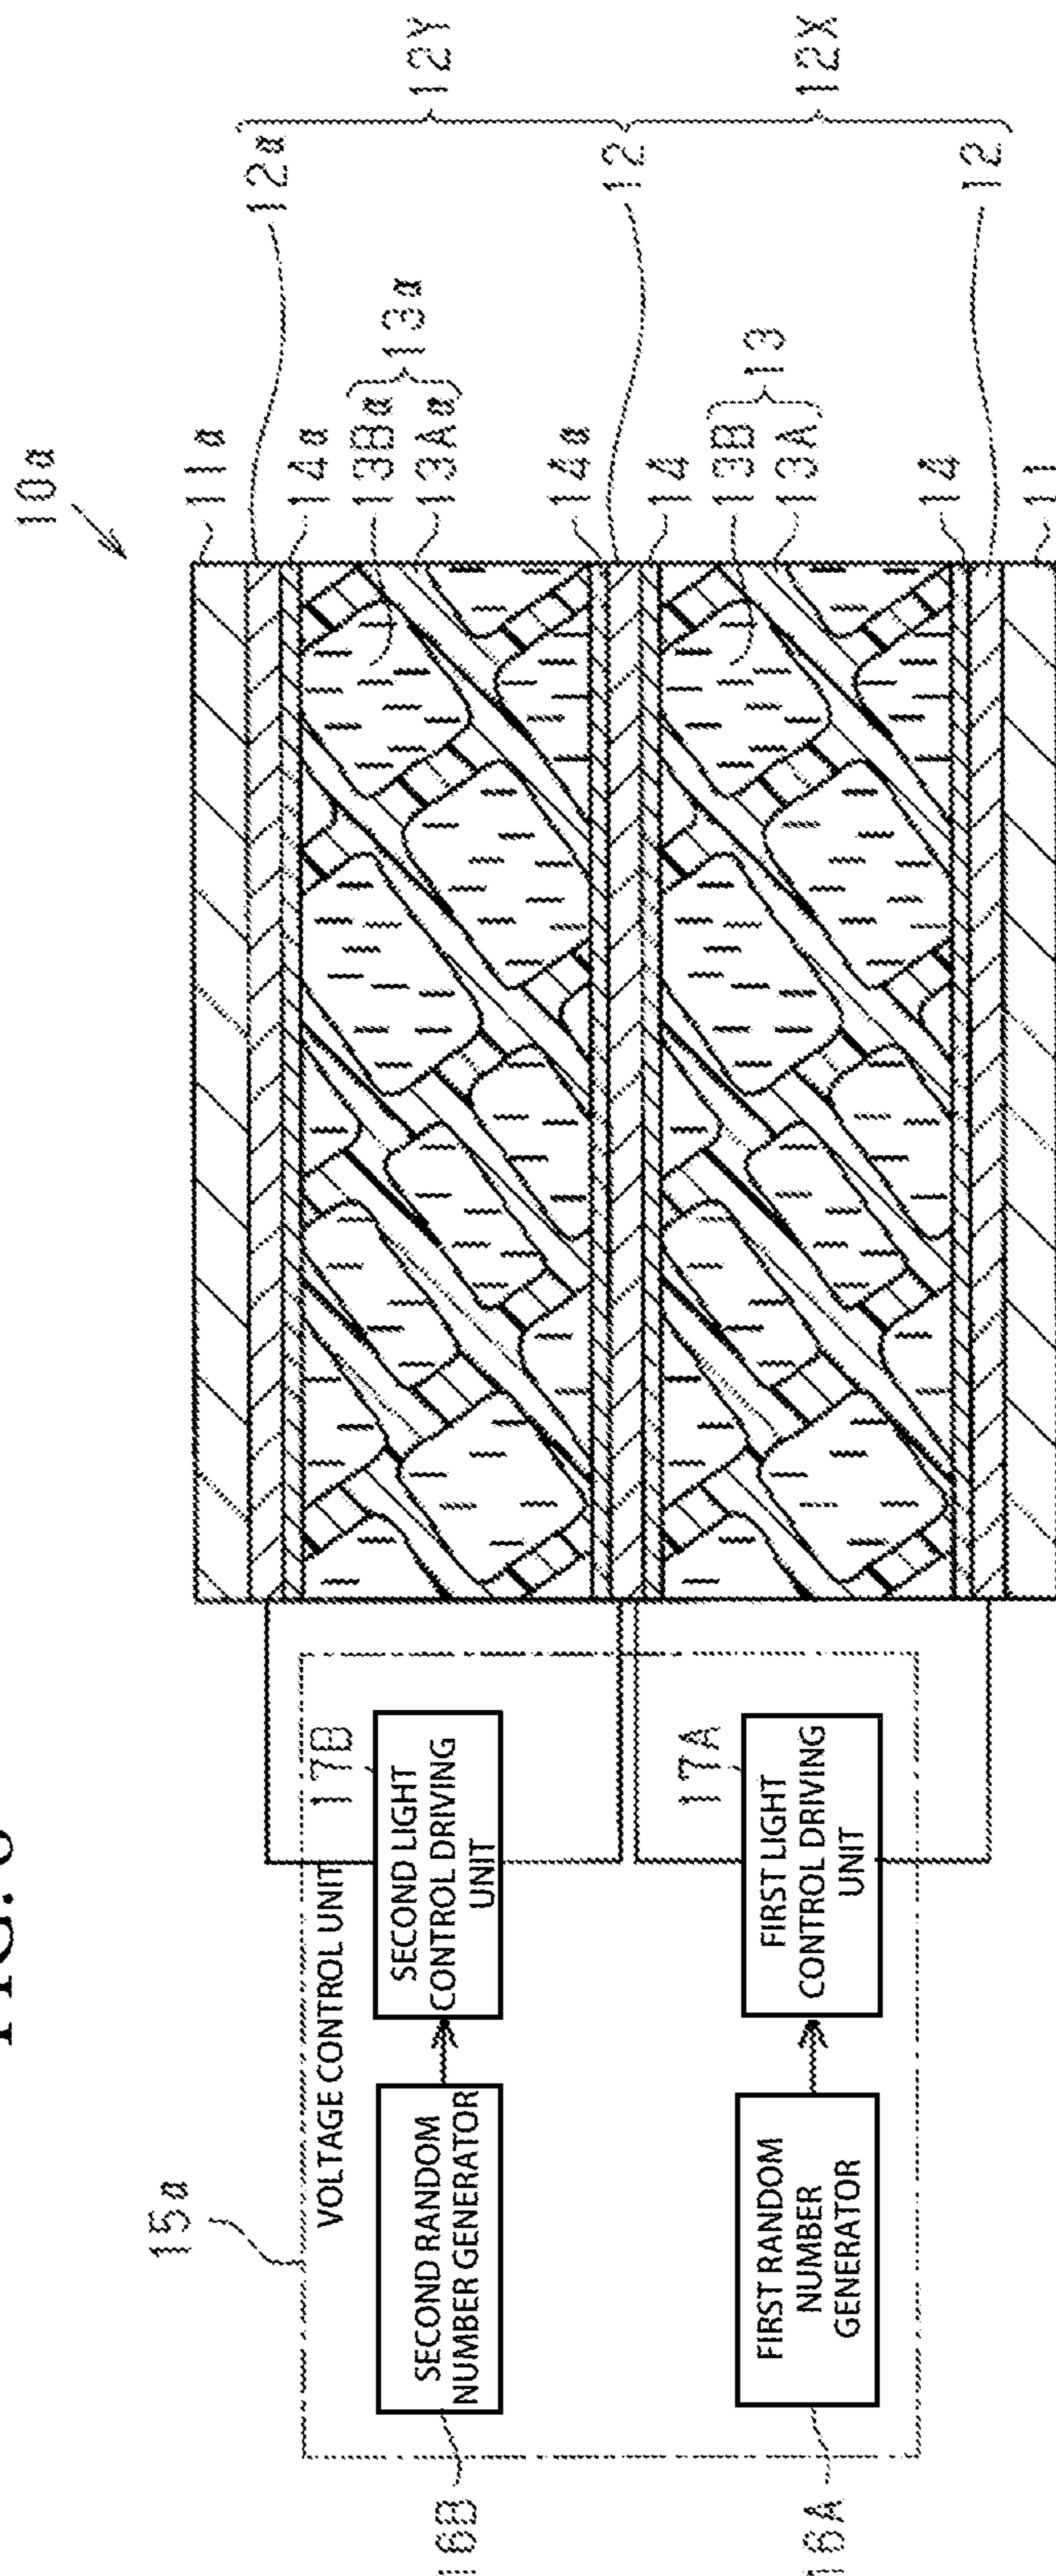 10a
11a
12a
12Y
14a
13Ba
13Aa
13a
14a
12
14
13B
13A
13
12X
14
12
11
15a
VOLTAGE CONTROL UNIT
17B
SECOND LIGHT
CONTROL DRIVING
UNIT
SECOND RANDOM
NUMBER GENERATOR
16B
17A
FIRST LIGHT
CONTROL DRIVING
UNIT
FIRST RANDOM
NUMBER
GENERATOR
16A